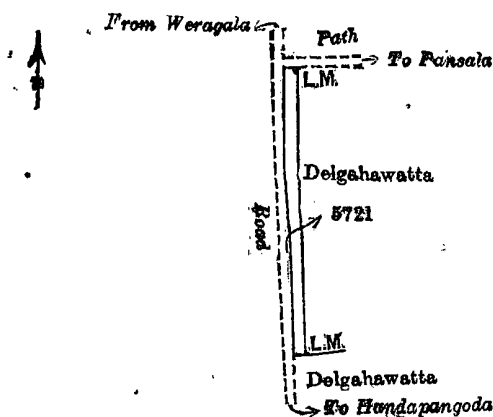 From Weragala
Path
To Pansala
L.M.
Delgahawatta
5721
Road
L.M.
Delgahawatta
To Handapangoda